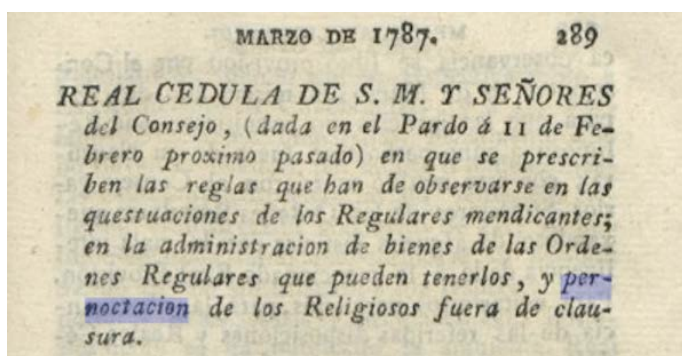 MARZO DE 1787. 289
REAL CEDULA DE S. M. Y SEÑORES
del Consejo, (dada en el Pardo á 11 de Fe-
brero proximo pasado) en que se prescri-
ben las reglas que han de observarse en las
questuaciones de los Regulares mendicantes;
en la administracion de bienes de las Orde-
nes Regulares que pueden tenerlos, y per-
noctacion de los Religiosos fuera de clau-
sura.